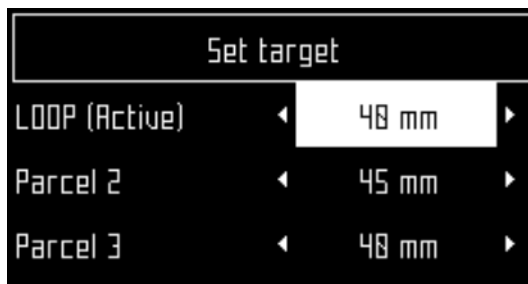 Set target
LOOP (Active) 40 mm
Parcel 2 45 mm
Parcel 3 40 mm